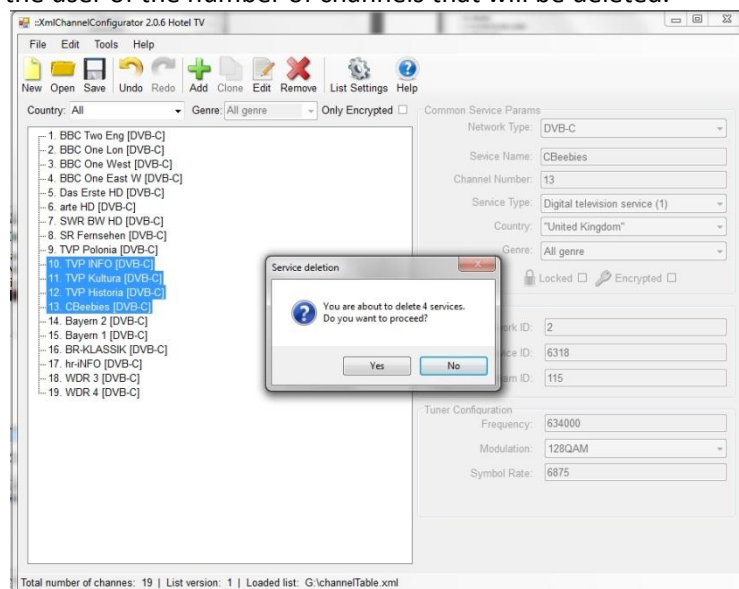 the user of the number of channels that will be deleted.
::XmlChannelConfigurator 2.0.6 Hotel TV
File Edit Tools Help
New Open Save Undo Redo Add Clone Edit Remove List Settings Help
Country: All Genre: All genre Only Encrypted
1. BBC Two Eng [DVB-C]
2. BBC One Lon [DVB-C]
3. BBC One West [DVB-C]
4. BBC One East W [DVB-C]
5. Das Erste HD [DVB-C]
6. arte HD [DVB-C]
7. SWR BW HD [DVB-C]
8. SR Fernsehen [DVB-C]
9. TVP Polonia [DVB-C]
10. TVP INFO [DVB-C]
11. TVP Kultura [DVB-C]
12. TVP Historia [DVB-C]
13. CBeebies [DVB-C]
14. Bayern 2 [DVB-C]
15. Bayern 1 [DVB-C]
16. BR-KLASSIK [DVB-C]
17. hr-iNFO [DVB-C]
18. WDR 3 [DVB-C]
19. WDR 4 [DVB-C]
Service deletion
You are about to delete 4 services.
Do you want to proceed?
Yes No
Common Service Params
Network Type: DVB-C
Sevice Name: CBeebies
Channel Number: 13
Service Type: Digital television service (1)
Country: "United Kingdom"
Genre: All genre
Locked Encrypted
ork ID: 2
ice ID: 6318
am ID: 115
Tuner Configuration
Frequency: 634000
Modulation: 128QAM
Symbol Rate: 6875
Total number of channes: 19 | List version: 1 | Loaded list: G:\channelTable.xml